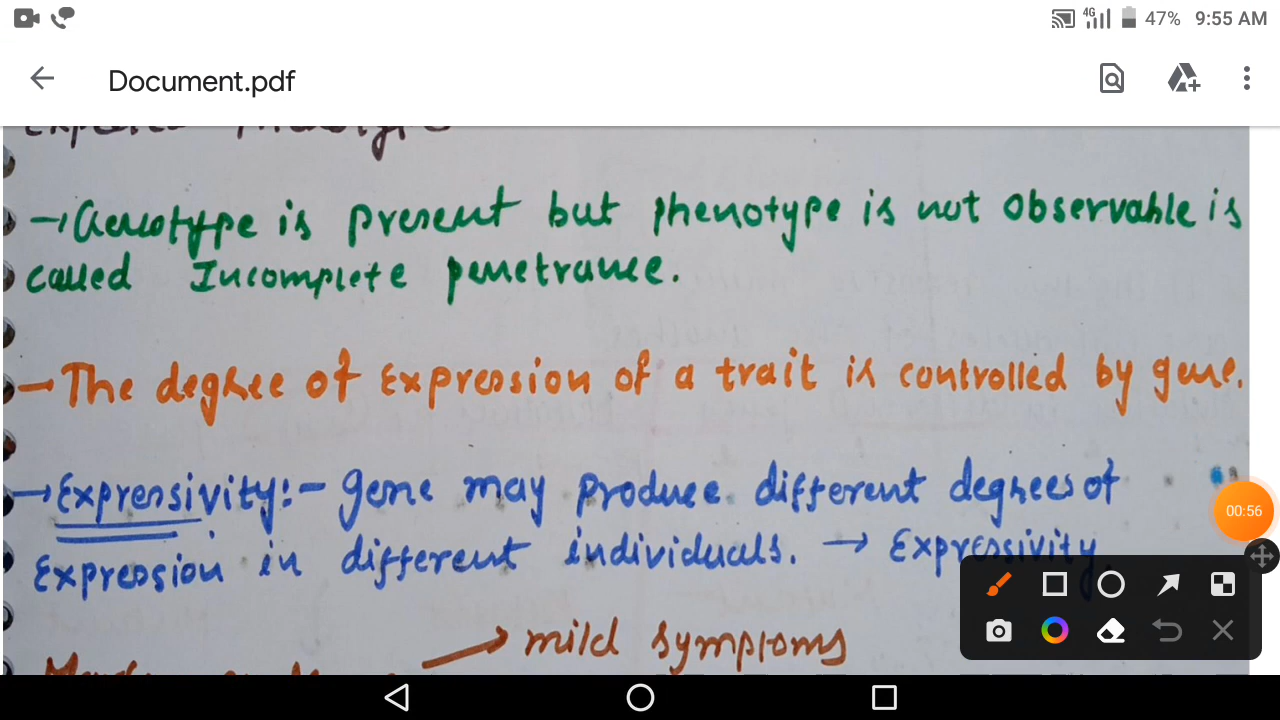 4G 47% 9:55 AM
Document.pdf
→ Genotype is present but phenotype is not observable is
called Incomplete penetrance.
→ The degree of Expression of a trait is controlled by gene.
→ Expressivity:- gene may produce different degrees of
Expression in different individuals. → Expressivity.
00:56
→ mild symptoms